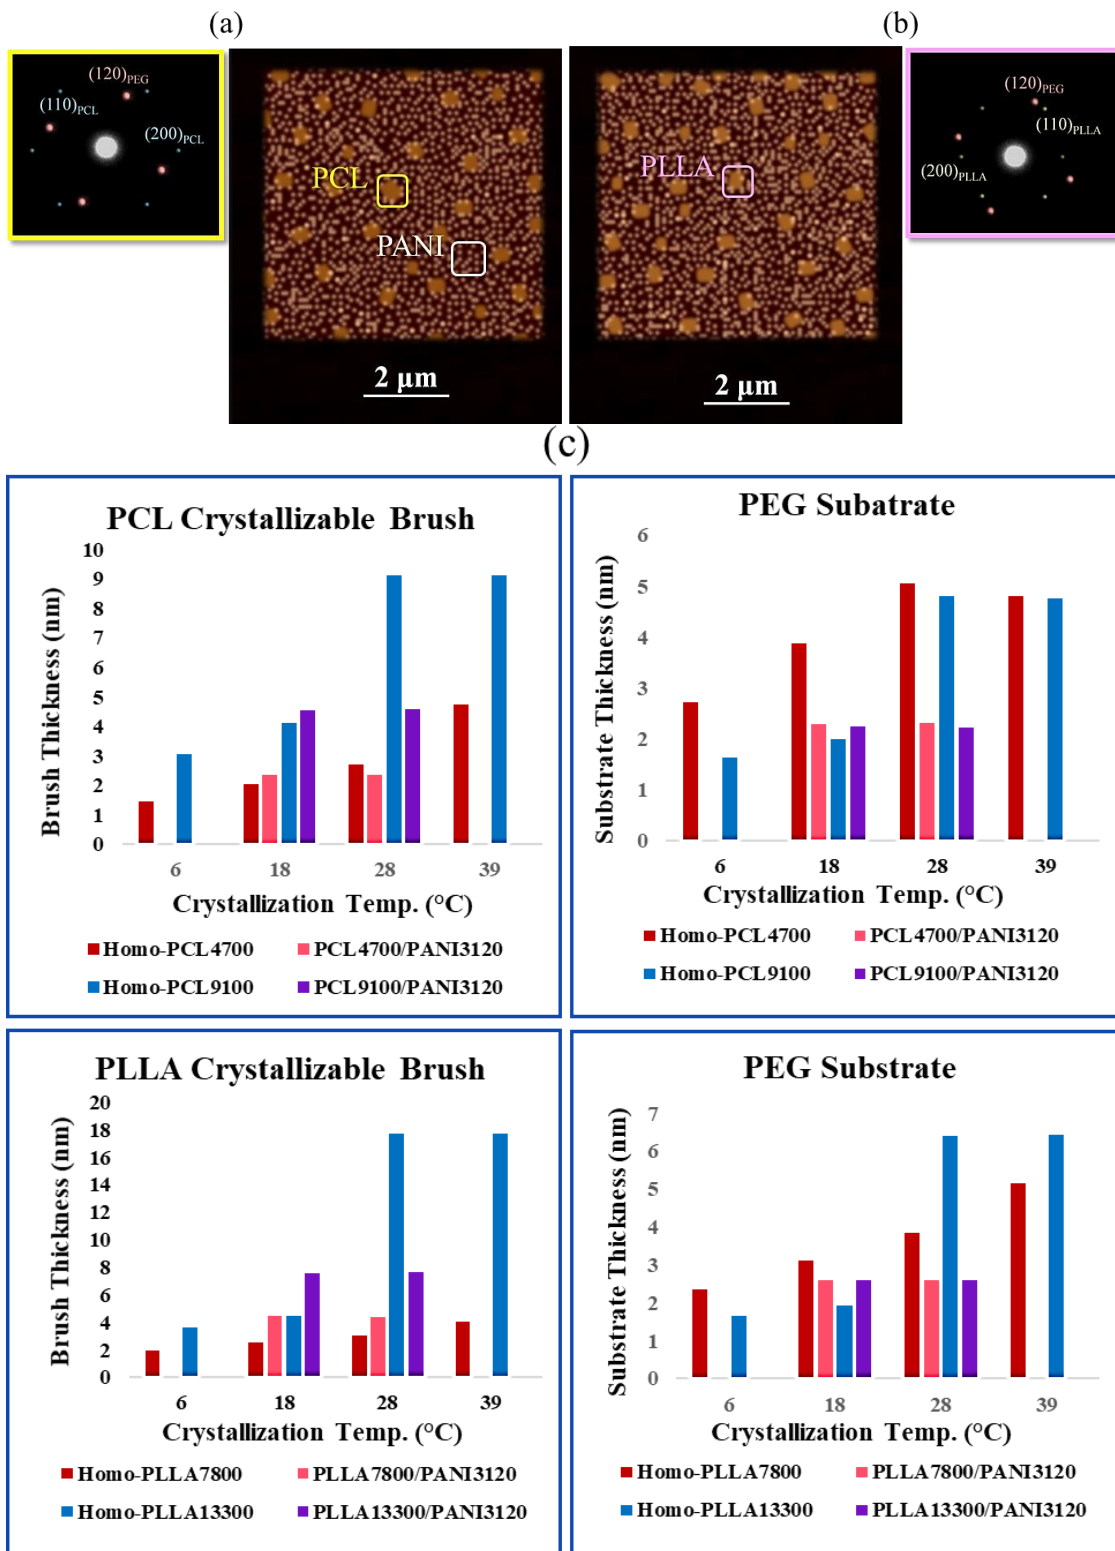 (a)
(b)
(120)PEG
(110)PCL
(200)PCL
PCL
PANI
2 µm
PLLA
2 µm
(120)PEG
(110)PLLA
(200)PLLA
(c)
PCL Crystallizable Brush
Brush Thickness (nm)
10
9
8
7
6
5
4
3
2
1
0
6 18 28 39
Crystallization Temp. (°C)
Homo-PCL4700 PCL4700/PANI3120
Homo-PCL9100 PCL9100/PANI3120
PEG Subatrate
Substrate Thickness (nm)
6
5
4
3
2
1
0
6 18 28 39
Crystallization Temp. (°C)
Homo-PCL4700 PCL4700/PANI3120
Homo-PCL9100 PCL9100/PANI3120
PLLA Crystallizable Brush
Brush Thickness (nm)
20
18
16
14
12
10
8
6
4
2
0
6 18 28 39
Crystallization Temp. (°C)
Homo-PLLA7800 PLLA7800/PANI3120
Homo-PLLA13300 PLLA13300/PANI3120
PEG Substrate
Substrate Thickness (nm)
7
6
5
4
3
2
1
0
6 18 28 39
Crystallization Temp. (°C)
Homo-PLLA7800 PLLA7800/PANI3120
Homo-PLLA13300 PLLA13300/PANI3120